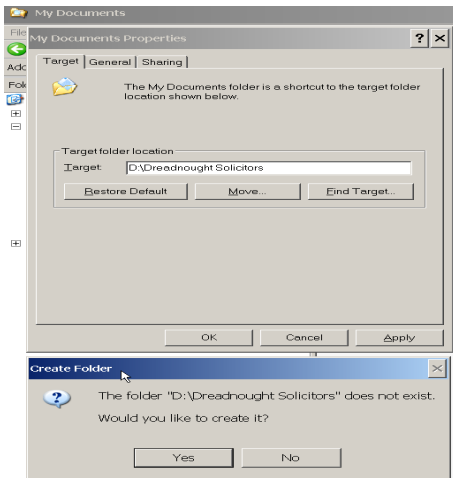 My Documents
File
My Documents Properties
Add
Target General Sharing
The My Documents folder is a shortcut to the target folder
location shown below.
Target folder location
Target: D:\Dreadnought Solicitors
Restore Default Move... Find Target...
OK Cancel Apply
Create Folder
The folder "D:\Dreadnought Solicitors" does not exist.
Would you like to create it?
Yes No